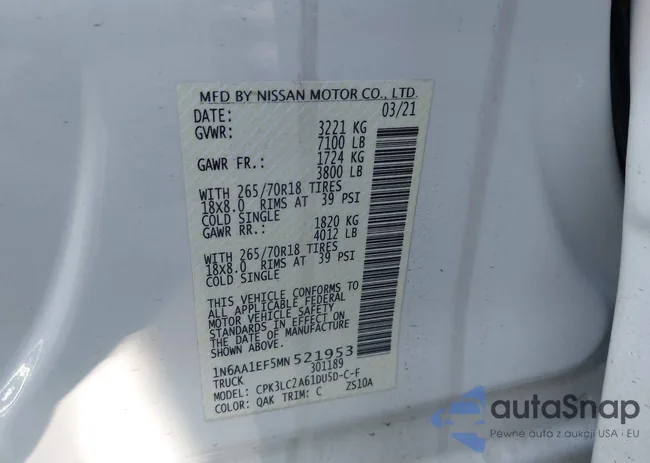 MFD BY NISSAN MOTOR CO., LTD.
DATE: 03/21
GVWR: 3221 KG
7100 LB
GAWR FR.: 1724 KG
3800 LB
WITH 265/70R18 TIRES
18X8.0 RIMS AT 39 PSI
COLD SINGLE
GAWR RR.: 1820 KG
4012 LB
WITH 265/70R18 TIRES
18X8.0 RIMS AT 39 PSI
COLD SINGLE
THIS VEHICLE CONFORMS TO
ALL APPLICABLE FEDERAL
MOTOR VEHICLE SAFETY
STANDARDS IN EFFECT ON
THE DATE OF MANUFACTURE
SHOWN ABOVE.
1N6AA1EF5MN 521953
TRUCK 301189
MODEL: CPK3LC2A61DU5D-C-F
COLOR: QAK TRIM: C ZS10A
autoSnap
Pewne auta z aukcji USA i EU